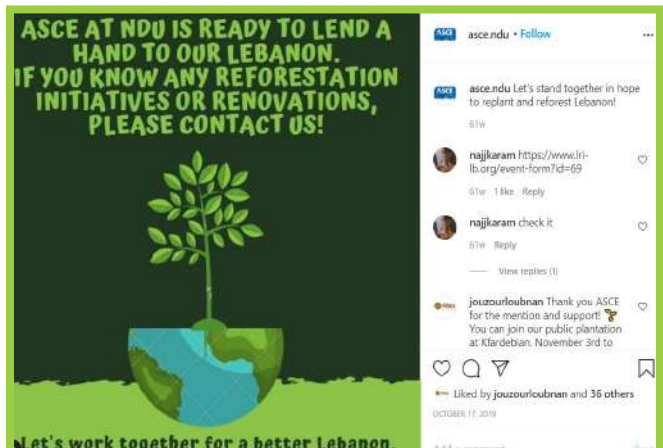 ASCE AT NDU IS READY TO LEND A
HAND TO OUR LEBANON.
IF YOU KNOW ANY REFORESTATION
INITIATIVES OR RENOVATIONS,
PLEASE CONTACT US!
Let's work together for a better Lebanon.
ASCE
asce.ndu • Follow
ASCE
asce.ndu Let's stand together in hope
to replant and reforest Lebanon!
61w
najjkaram https://www.lri-
lb.org/event-form?id=69
61w 1 like Reply
najjkaram check it
61w Reply
View replies (1)
jouzourloubnan Thank you ASCE
for the mention and support!
You can join our public plantation
at Kfardebian. November 3rd to
Liked by jouzourloubnan and 36 others
OCTOBER 17, 2019